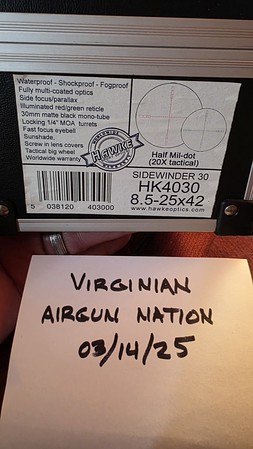 Waterproof - Shockproof - Fogproof
Fully multi-coated optics
Side focus/parallax
Illuminated red/green reticle
30mm matte black mono-tube
Locking 1/4" MOA turrets
Fast focus eyebell
Sunshade,
Screw in lens covers
Tactical big wheel
Worldwide warranty
HAWKE
Half Mil-dot
(20X tactical)
SIDEWINDER 30
HK4030
8.5-25x42
www.hawkeoptics.com
5 038120 403000
VIRGINIAN
AIRGUN NATION
03/14/25